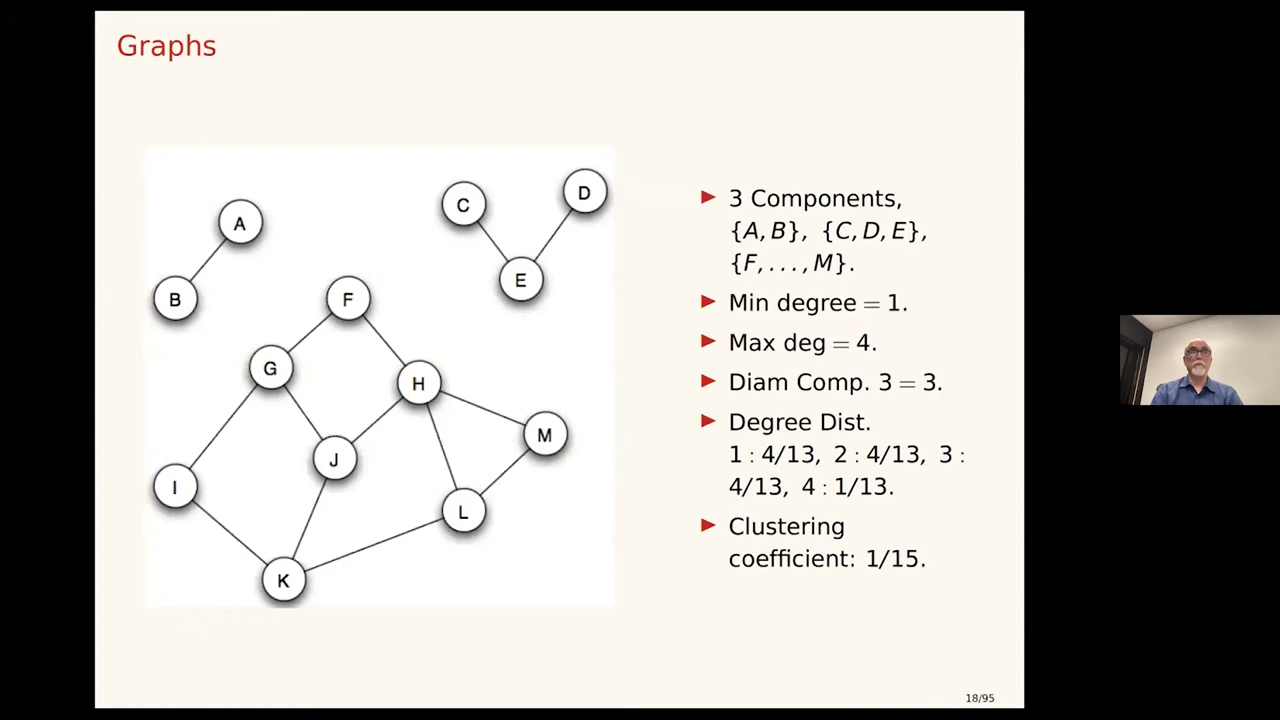 Graphs
A
B
C
D
E
F
G
H
I
J
K
L
M
▶ 3 Components,
{A, B}, {C, D, E},
{F, . . . , M}.
▶ Min degree = 1.
▶ Max deg = 4.
▶ Diam Comp. 3 = 3.
▶ Degree Dist.
1 : 4/13, 2 : 4/13, 3 :
4/13, 4 : 1/13.
▶ Clustering
coefficient: 1/15.
18/95